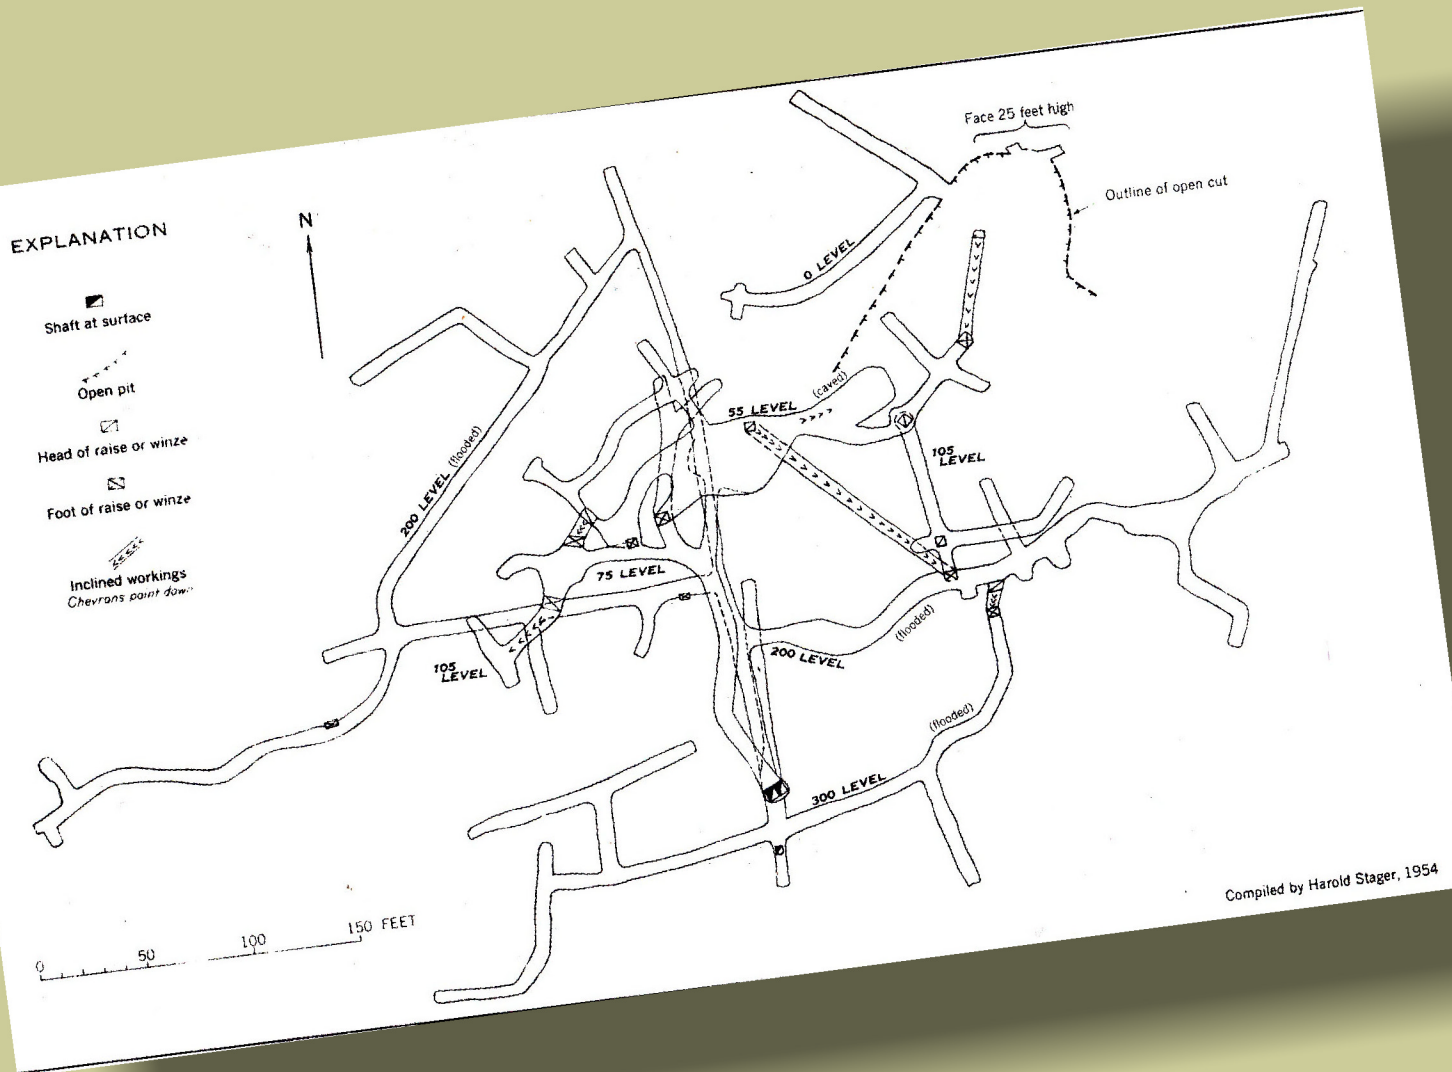 EXPLANATION
Shaft at surface
Open pit
Head of raise or winze
Foot of raise or winze
Inclined workings
Chevrons point down
N
Face 25 feet high
Outline of open cut
0 LEVEL
55 LEVEL (caved)
105
LEVEL
200 LEVEL (flooded)
75 LEVEL
105
LEVEL
200 LEVEL
(flooded)
(flooded)
300 LEVEL
0 50 100 150 FEET
Compiled by Harold Stager, 1954